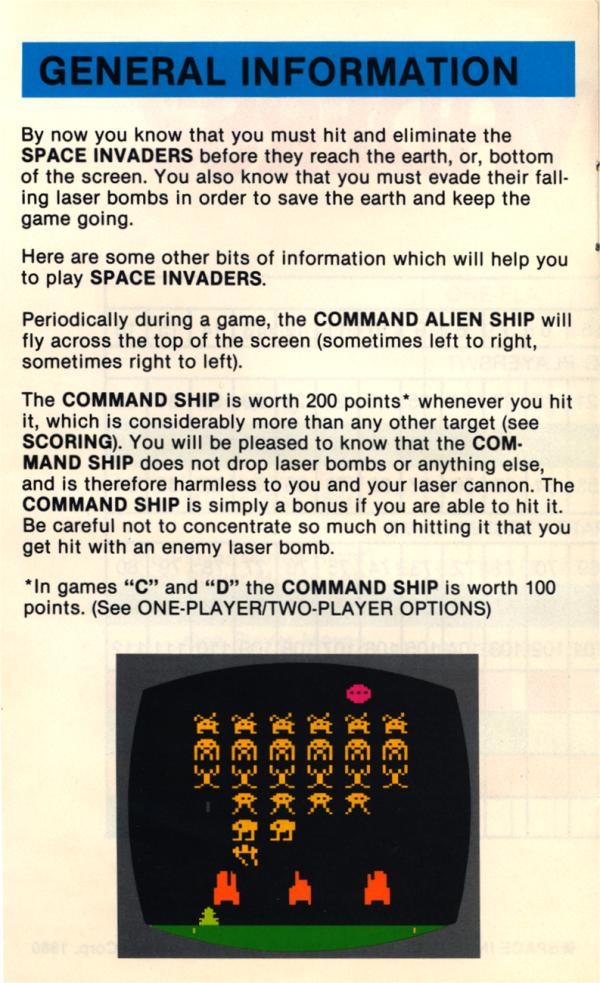 GENERAL INFORMATION
By now you know that you must hit and eliminate the
SPACE INVADERS before they reach the earth, or, bottom
of the screen. You also know that you must evade their fall-
ing laser bombs in order to save the earth and keep the
game going.
Here are some other bits of information which will help you
to play SPACE INVADERS.
Periodically during a game, the COMMAND ALIEN SHIP will
fly across the top of the screen (sometimes left to right,
sometimes right to left).
The COMMAND SHIP is worth 200 points* whenever you hit
it, which is considerably more than any other target (see
SCORING). You will be pleased to know that the COM-
MAND SHIP does not drop laser bombs or anything else,
and is therefore harmless to you and your laser cannon. The
COMMAND SHIP is simply a bonus if you are able to hit it.
Be careful not to concentrate so much on hitting it that you
get hit with an enemy laser bomb.
*In games “C” and “D” the COMMAND SHIP is worth 100
points. (See ONE-PLAYER/TWO-PLAYER OPTIONS)